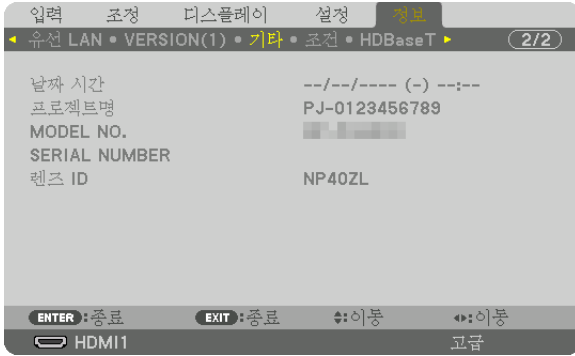 입력 조정 디스플레이 설정 정보
◂ 유선 LAN • VERSION(1) • 기타 • 조건 • HDBaseT ▸ 2/2
날짜 시간 --/--/---- (-) --:--
프로젝트명 PJ-0123456789
MODEL NO.
SERIAL NUMBER
렌즈 ID NP40ZL
ENTER:종료 EXIT:종료 ♦:이동 ◂▸:이동
HDMI1 고급